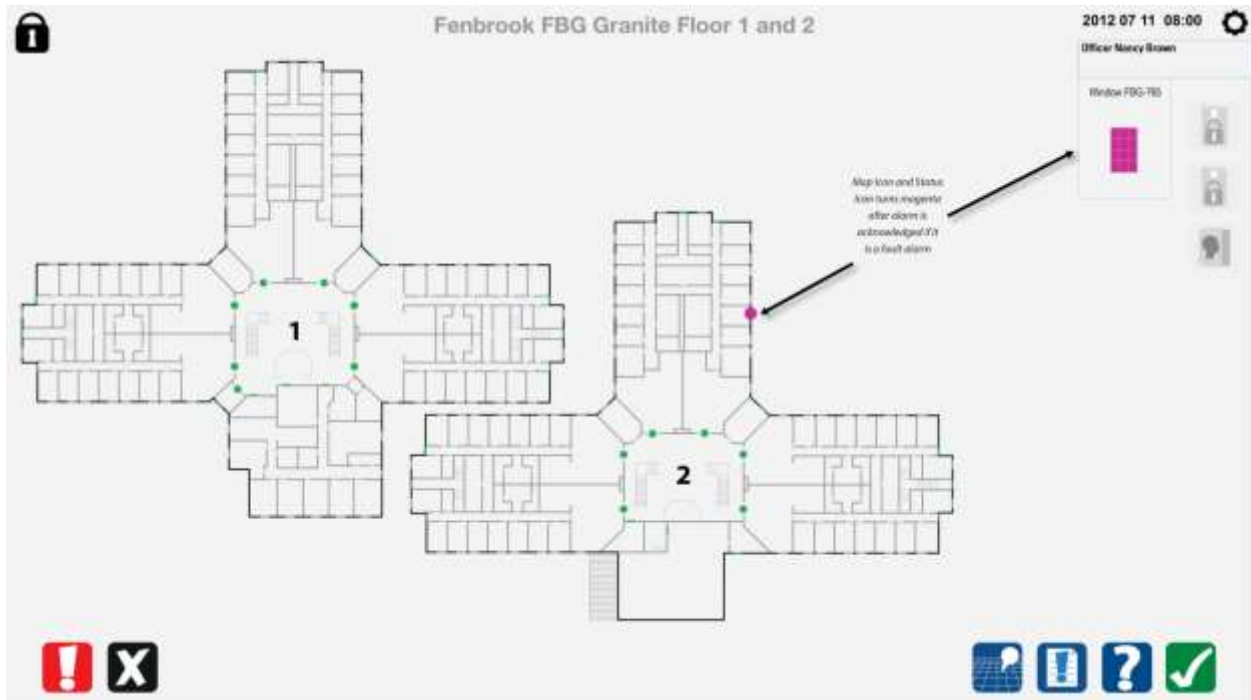 Fenbrook FBG Granite Floor 1 and 2
2012 07 11 08:00
Officer Nancy Brown
Window FBG-765
Map Icon and Status
Icon turns magenta
after alarm is
acknowledged if it
is a fault alarm
1
2